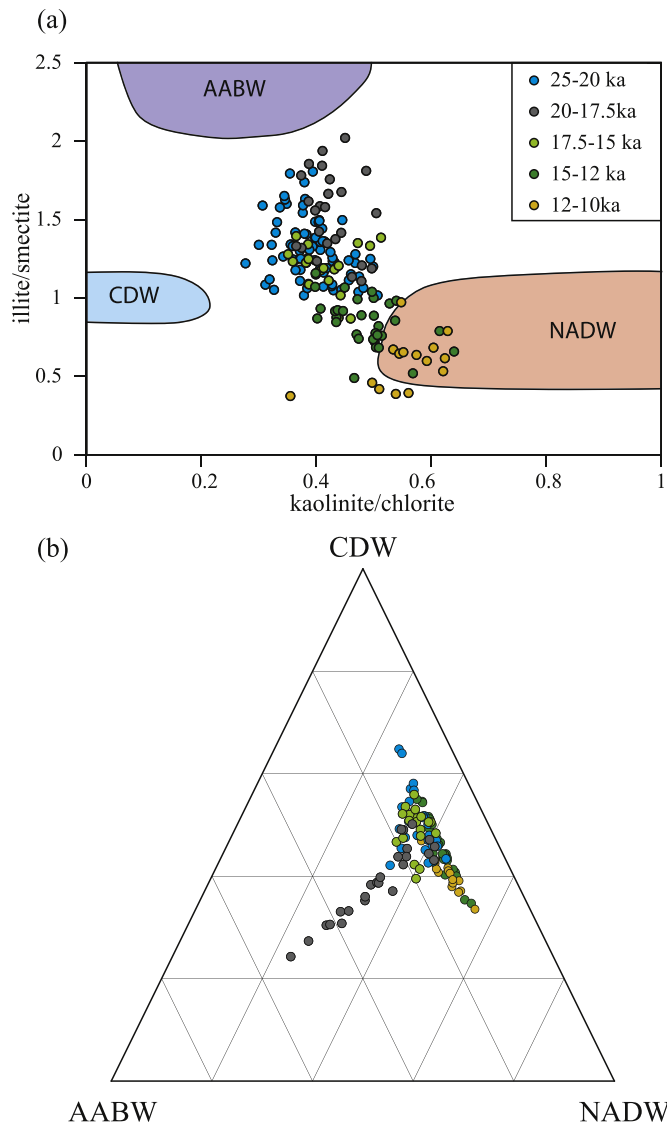 (a)
2.5
2
1.5
1
0.5
0
illite/smectite
AABW
CDW
NADW
25-20 ka
20-17.5ka
17.5-15 ka
15-12 ka
12-10ka
0 0.2 0.4 0.6 0.8 1
kaolinite/chlorite
(b)
CDW
AABW NADW